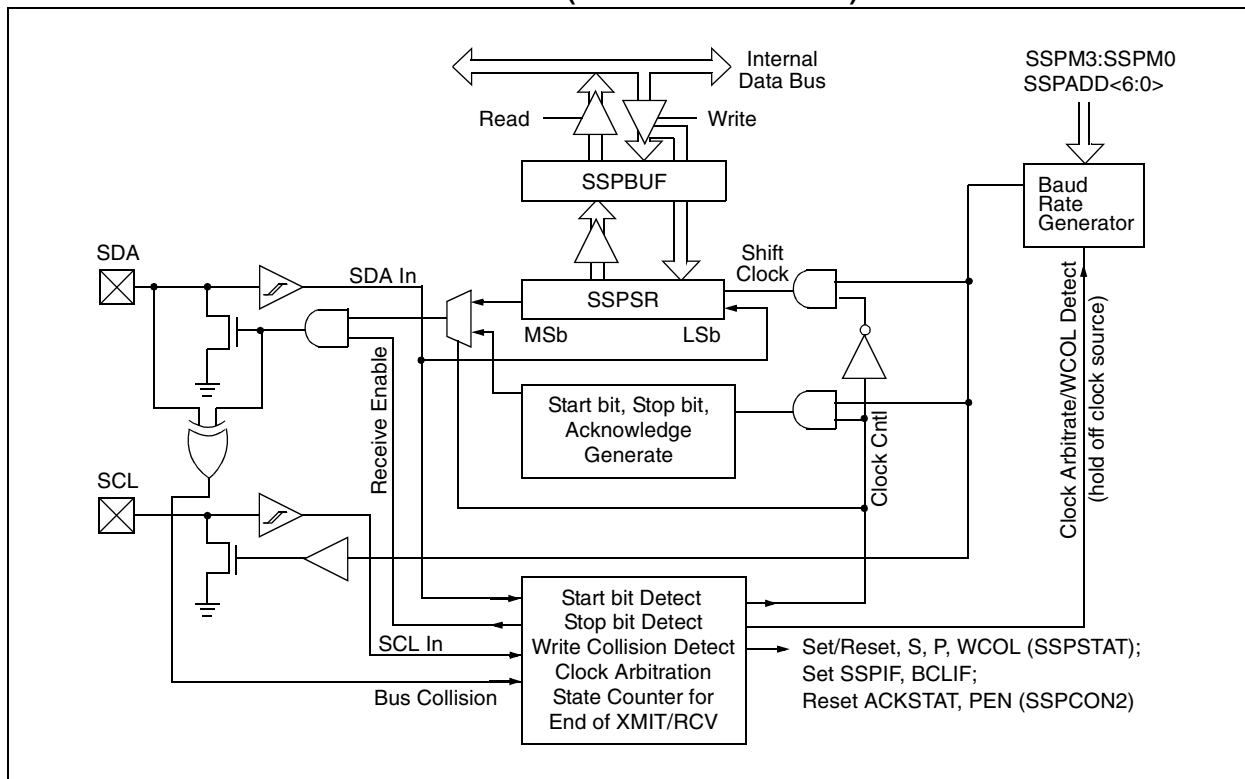 Internal
Data Bus
SSPM3:SSPM0
SSPADD<6:0>
Read
Write
SSPBUF
Baud
Rate
Generator
SDA
SDA In
Shift
Clock
SSPSR
MSb
LSb
Receive Enable
Start bit, Stop bit,
Acknowledge
Generate
Clock Cntl
Clock Arbitrate/WCOL Detect
(hold off clock source)
SCL
SCL In
Bus Collision
Start bit Detect
Stop bit Detect
Write Collision Detect
Clock Arbitration
State Counter for
End of XMIT/RCV
Set/Reset, S, P, WCOL (SSPSTAT);
Set SSPIF, BCLIF;
Reset ACKSTAT, PEN (SSPCON2)